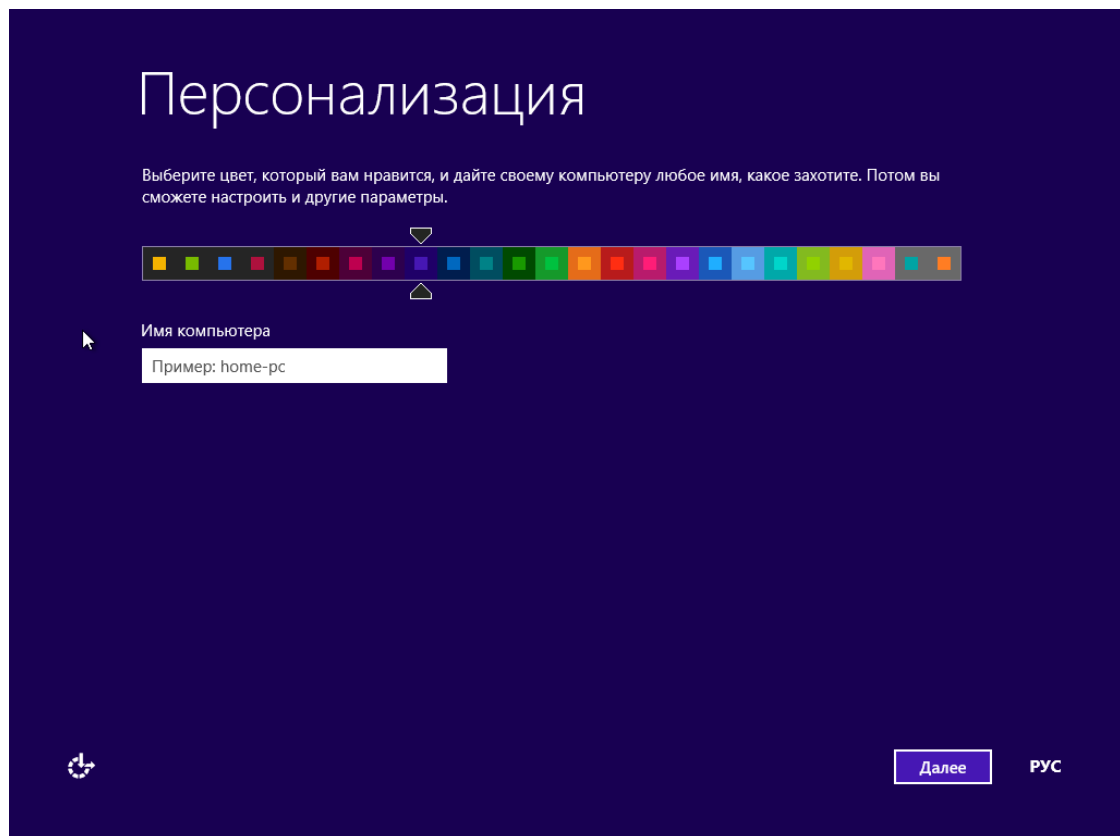 Персонализация
Выберите цвет, который вам нравится, и дайте своему компьютеру любое имя, какое захотите. Потом вы
сможете настроить и другие параметры.
Имя компьютера
Пример: home-pc
Далее
РУС